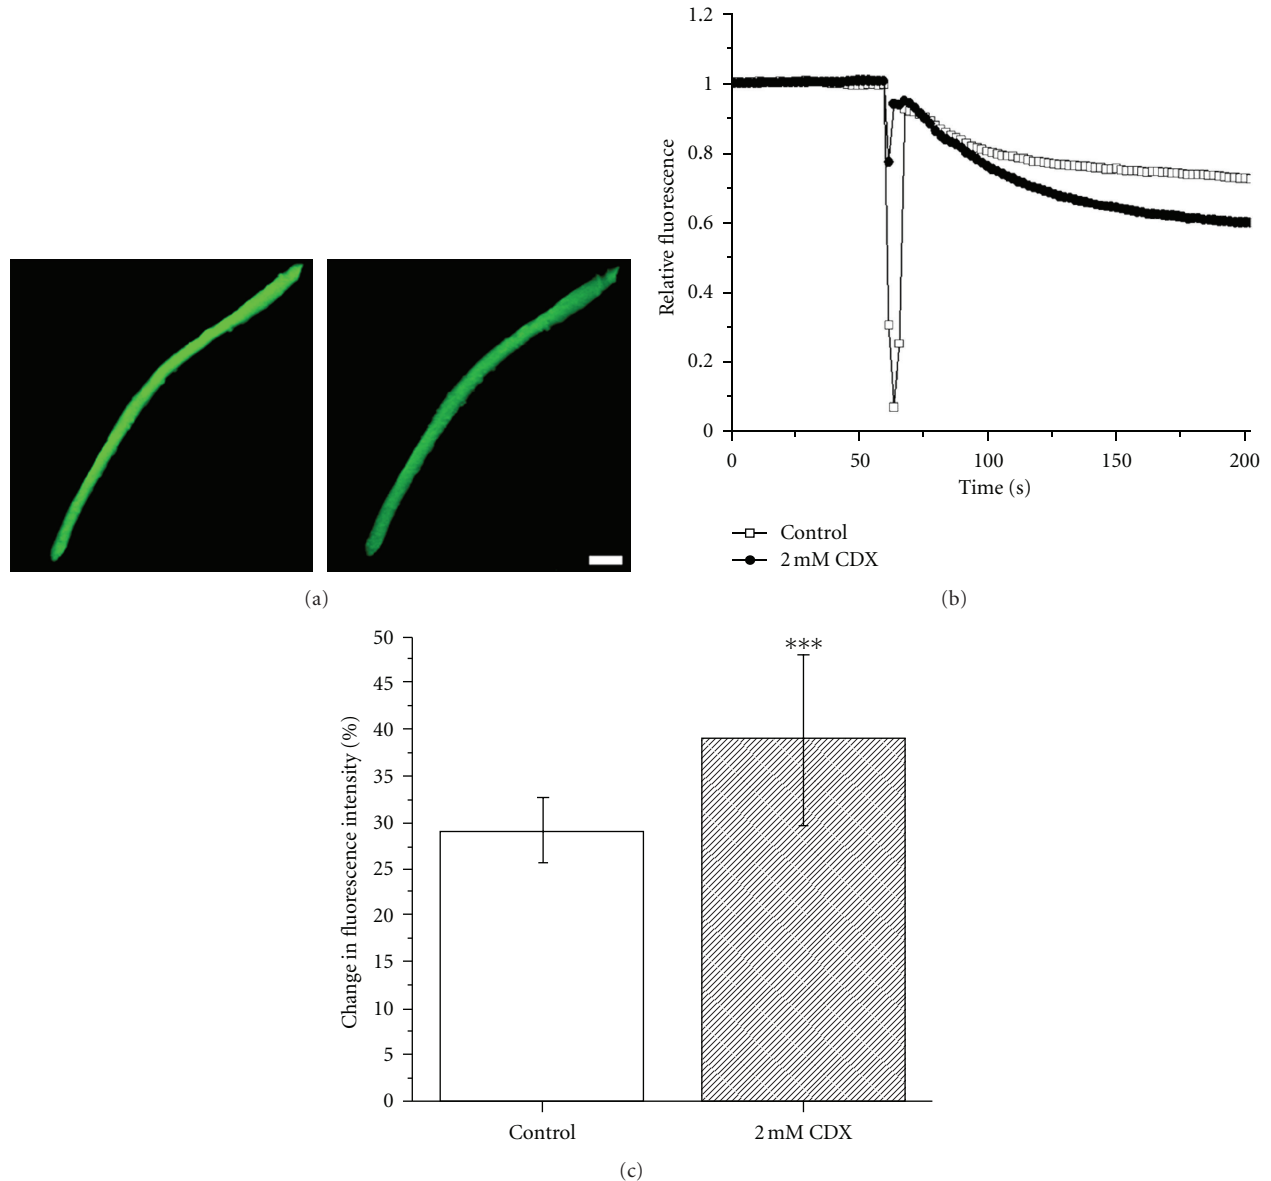 (a)
1.2
1
0.8
0.6
0.4
0.2
0
Relative fluorescence
0 50 100 150 200
Time (s)
Control
2 mM CDX
(b)
50
45
40
35
30
25
20
15
10
5
0
Change in fluorescence intensity (%)
***
Control 2 mM CDX
(c)